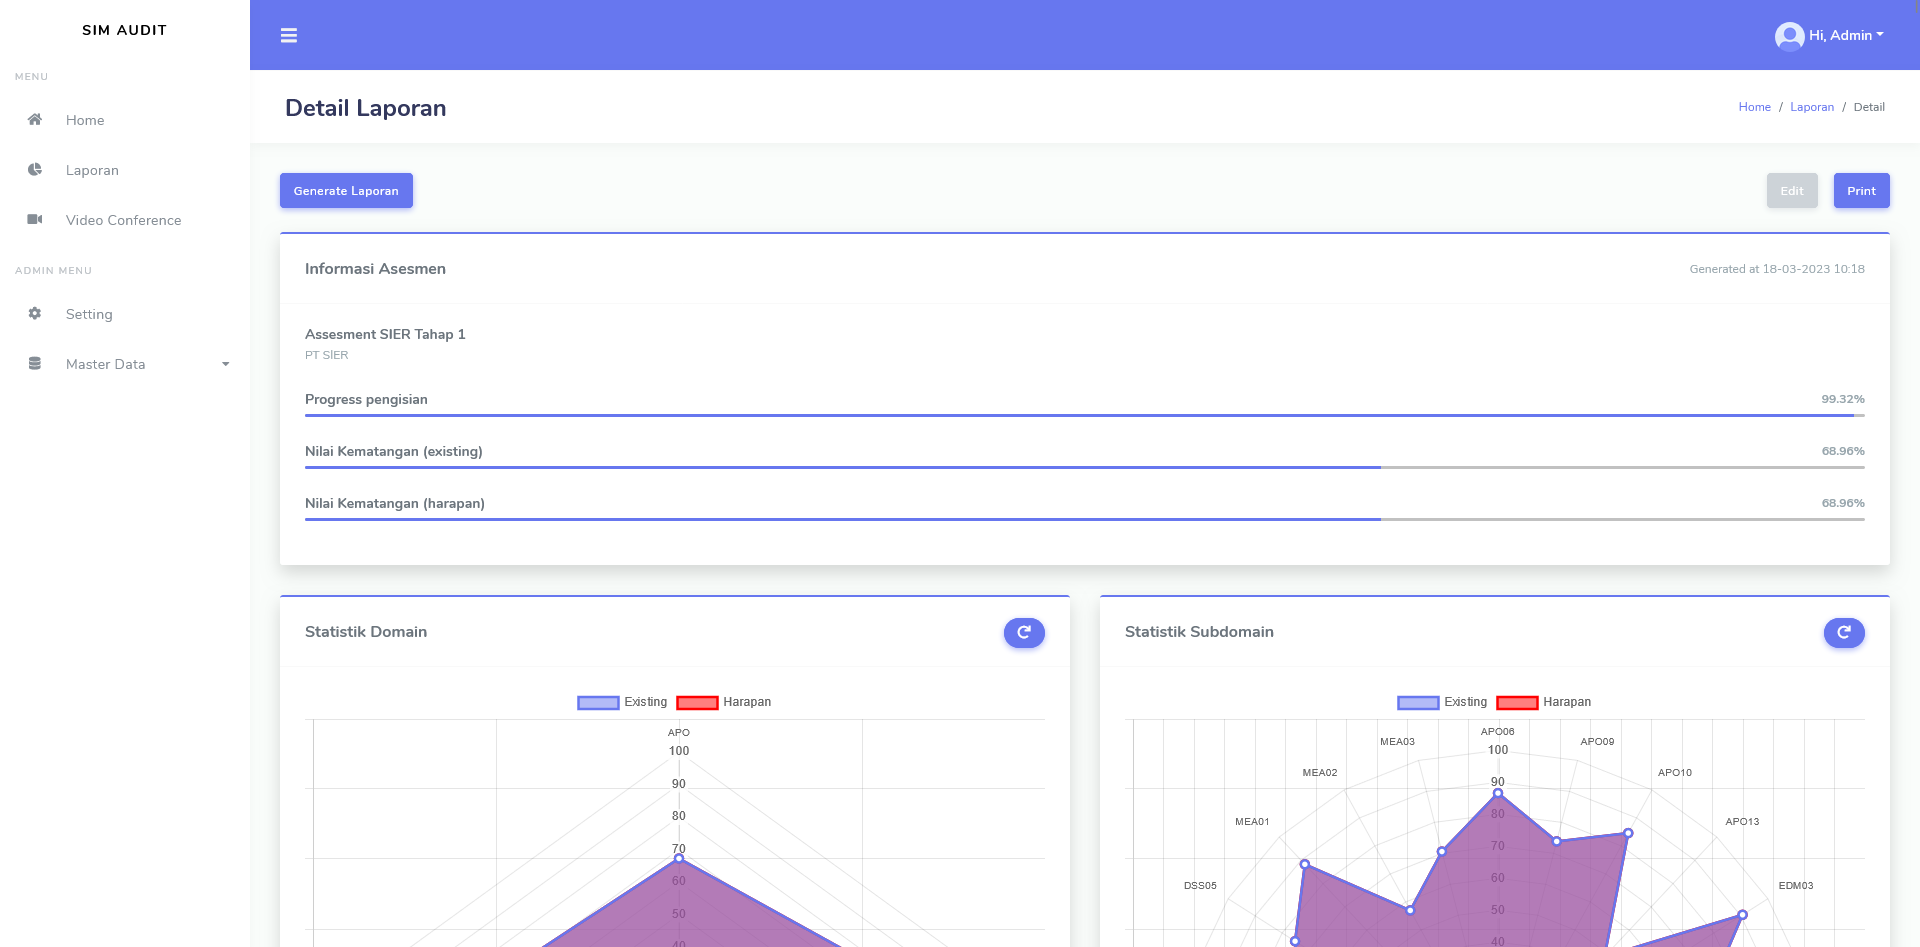 SIM AUDIT
MENU
Home
Laporan
Video Conference
ADMIN MENU
Setting
Master Data
Hi, Admin
Detail Laporan
Home / Laporan / Detail
Generate Laporan
Edit
Print
Informasi Asesmen
Generated at 18-03-2023 10:18
Assesment SIER Tahap 1
PT SIER
Progress pengisian
99.32%
Nilai Kematangan (existing)
68.96%
Nilai Kematangan (harapan)
68.96%
Statistik Domain
Existing Harapan
APO
100
90
80
70
60
50
40
Statistik Subdomain
Existing Harapan
APO06
MEA03
APO09
100
MEA02
APO10
90
80
MEA01
APO13
70
60
DSS05
EDM03
50
40